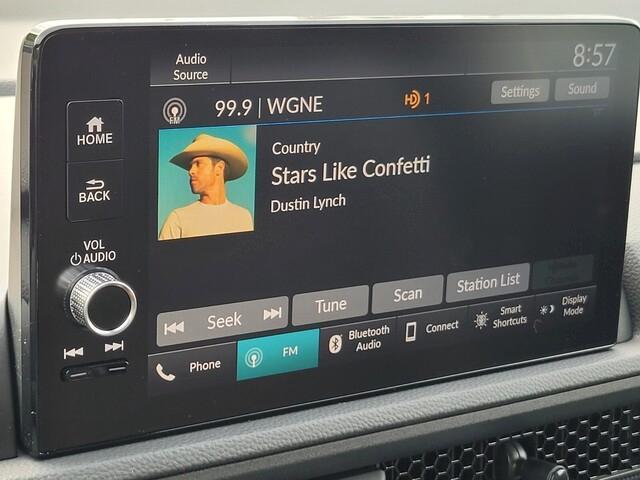 Audio
Source
8:57
FM
99.9 | WGNE
HD 1
Settings
Sound
HOME
BACK
VOL
AUDIO
Country
Stars Like Confetti
Dustin Lynch
Seek
Tune
Scan
Station List
Phone
FM
Bluetooth
Audio
Connect
Smart
Shortcuts
Display
Mode